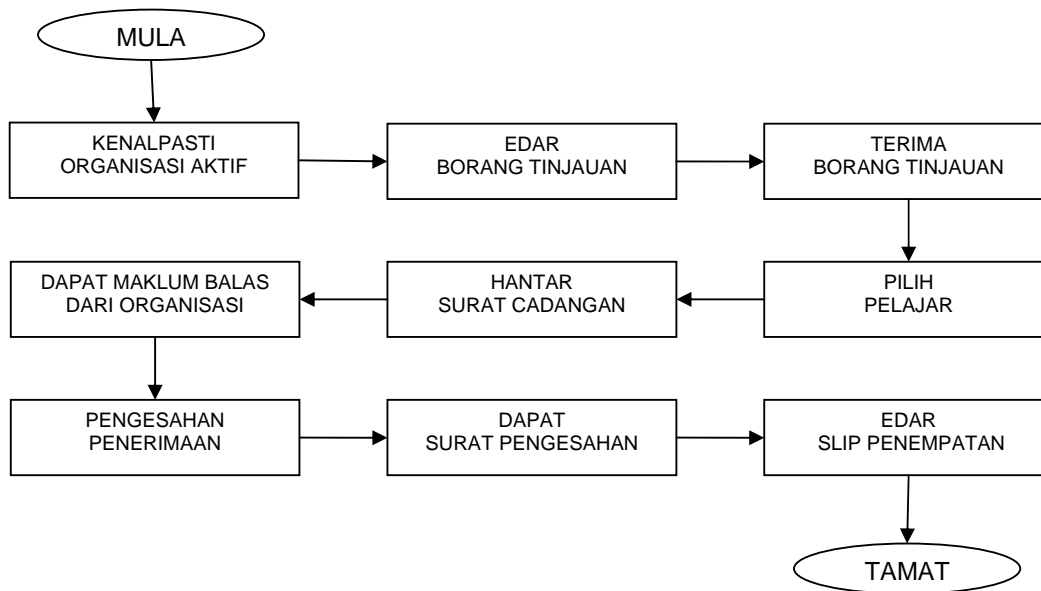 MULA
KENALPASTI
ORGANISASI AKTIF
EDAR
BORANG TINJAUAN
TERIMA
BORANG TINJAUAN
PILIH
PELAJAR
HANTAR
SURAT CADANGAN
DAPAT MAKLUM BALAS
DARI ORGANISASI
PENGESAHAN
PENERIMAAN
DAPAT
SURAT PENGESAHAN
EDAR
SLIP PENEMPATAN
TAMAT